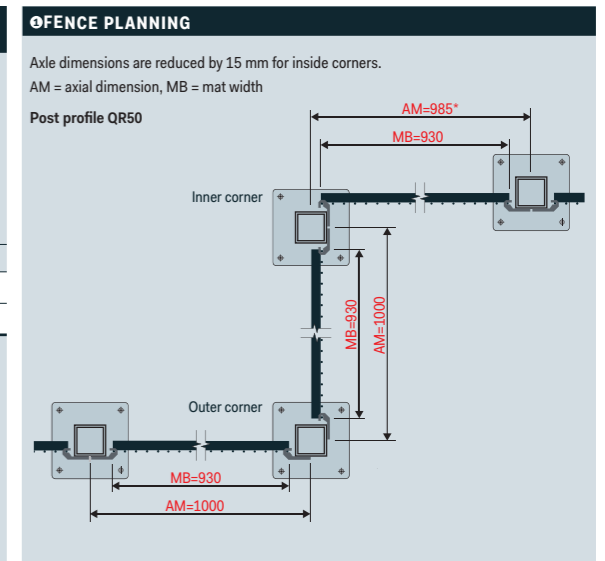 ❶FENCE PLANNING
Axle dimensions are reduced by 15 mm for inside corners.
AM = axial dimension, MB = mat width
Post profile QR50
AM=985*
MB=930
Inner corner
MB=930
AM=1000
Outer corner
MB=930
AM=1000